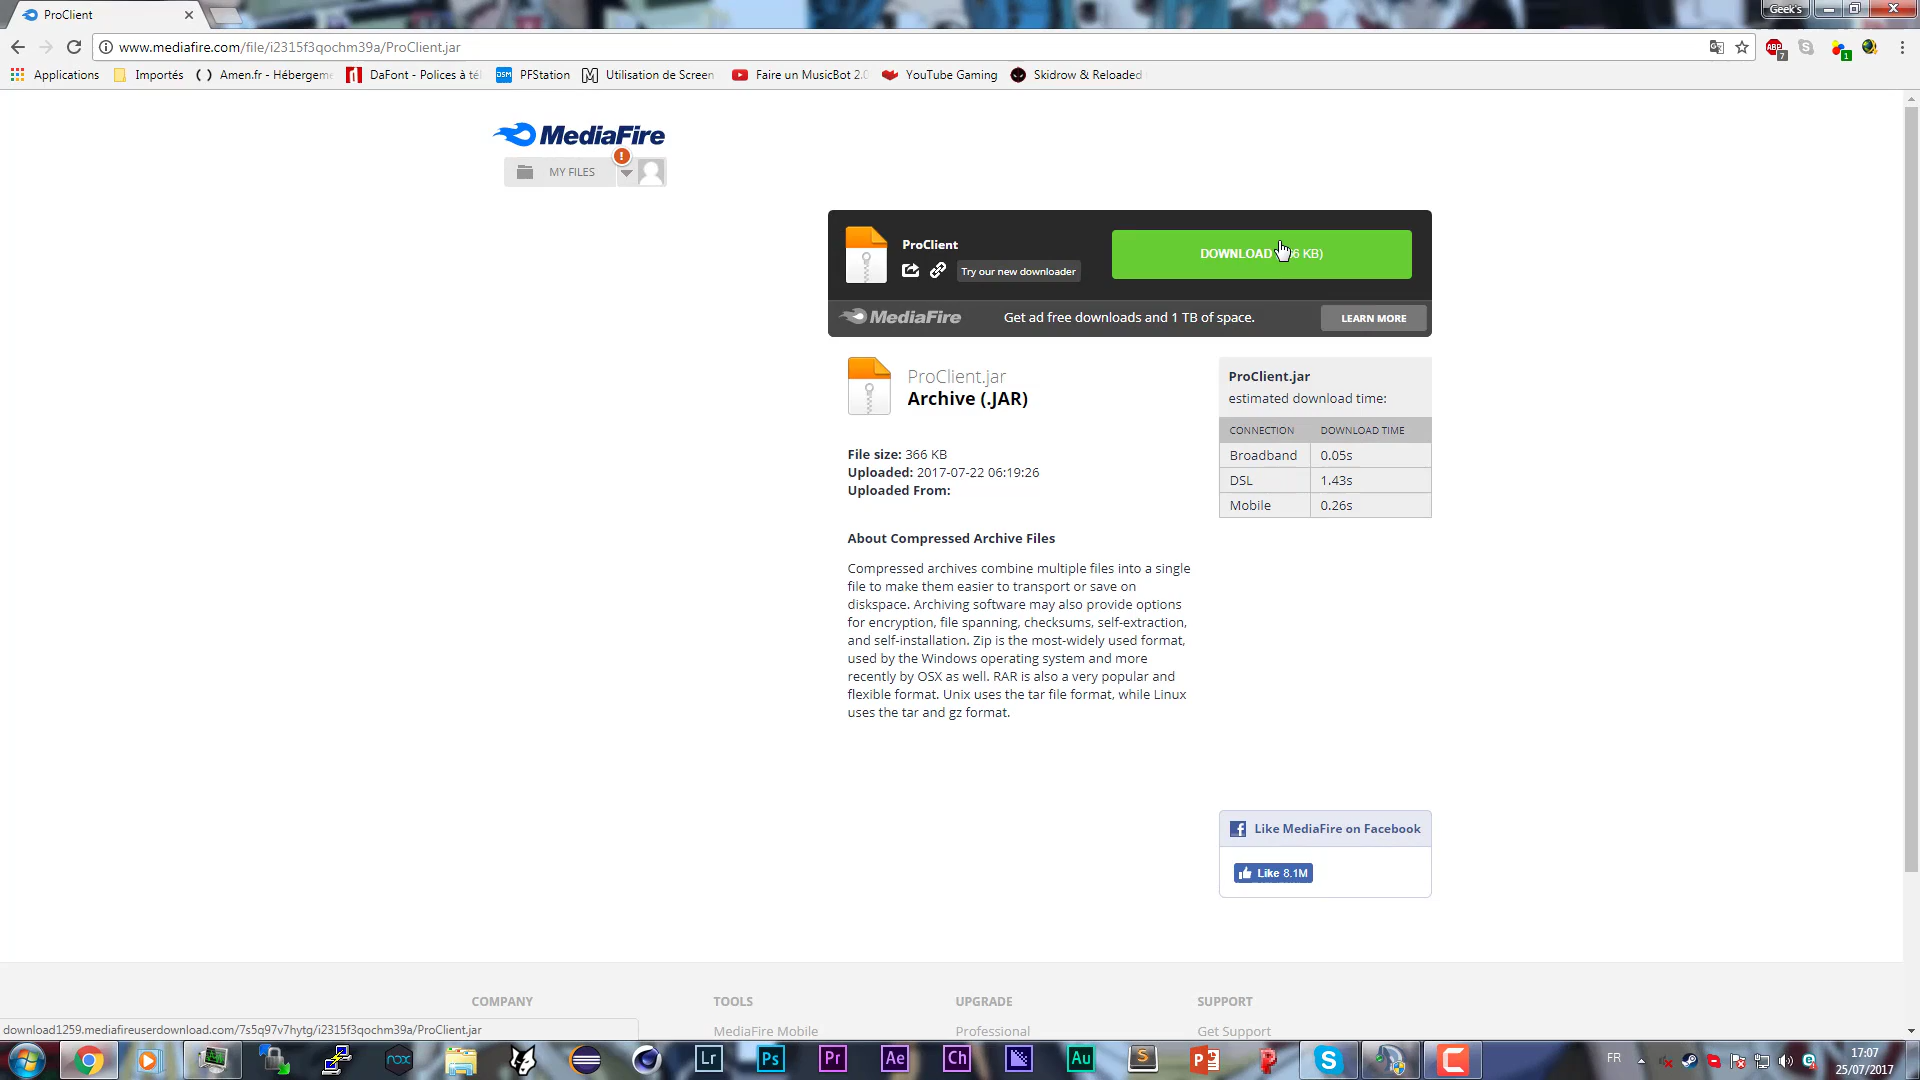 ProClient
Geek's
www.mediafire.com/file/i2315f3qochm39a/ProClient.jar
ABP
7
1
Applications
Importés
Amen.fr - Hébergeme
DaFont - Polices à tél
DSM
PFStation
Utilisation de Screen
Faire un MusicBot 2.0
YouTube Gaming
Skidrow & Reloaded
MediaFire
!
MY FILES
ProClient
Try our new downloader
DOWNLOAD 6 KB)
MediaFire
Get ad free downloads and 1 TB of space.
LEARN MORE
ProClient.jar
Archive (.JAR)
File size: 366 KB
Uploaded: 2017-07-22 06:19:26
Uploaded From:
About Compressed Archive Files
Compressed archives combine multiple files into a single
file to make them easier to transport or save on
diskspace. Archiving software may also provide options
for encryption, file spanning, checksums, self-extraction,
and self-installation. Zip is the most-widely used format,
used by the Windows operating system and more
recently by OSX as well. RAR is also a very popular and
flexible format. Unix uses the tar file format, while Linux
uses the tar and gz format.
ProClient.jar
estimated download time:
CONNECTION DOWNLOAD TIME
Broadband 0.05s
DSL 1.43s
Mobile 0.26s
Like MediaFire on Facebook
Like 8.1M
COMPANY
TOOLS
UPGRADE
SUPPORT
MediaFire Mobile
Professional
Get Support
download1259.mediafireuserdownload.com/7s5q97v7hytg/i2315f3qochm39a/ProClient.jar
nox
Lr
Ps
Pr
Ae
Ch
Au
S
FR
17:07
25/07/2017